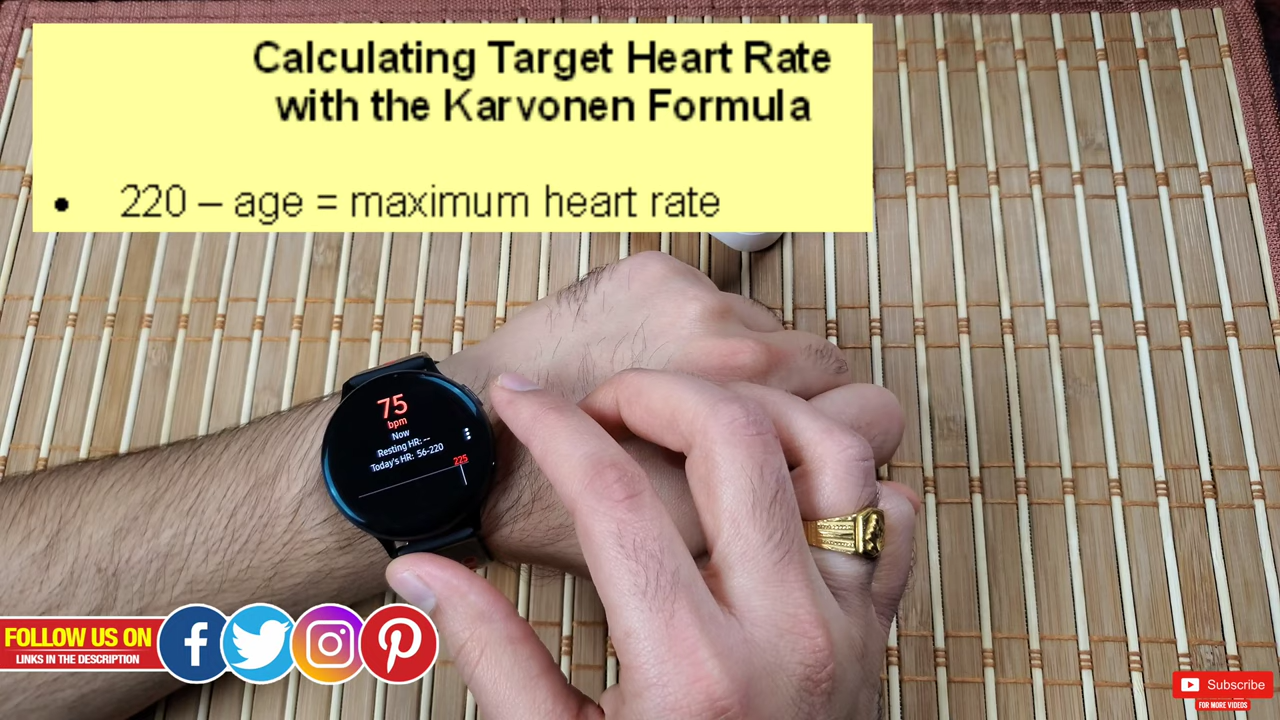 Calculating Target Heart Rate
with the Karvonen Formula
• 220 – age = maximum heart rate
75
bpm
Now
Resting HR: --
Today's HR: 56-220
225
FOLLOW US ON
LINKS IN THE DESCRIPTION
Subscribe
FOR MORE VIDEOS